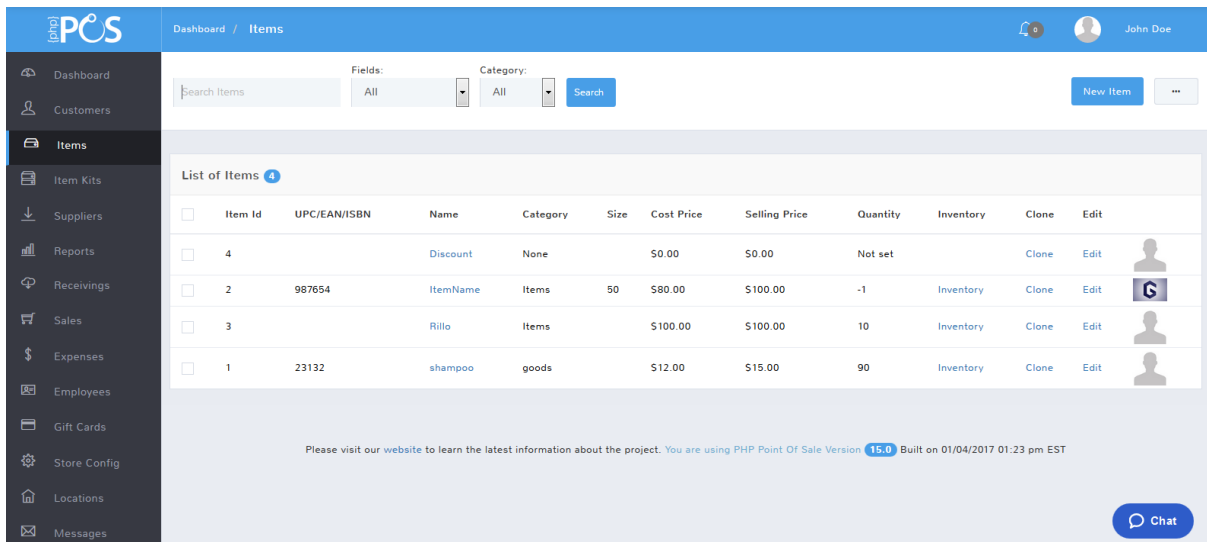 (php) POS
Dashboard / Items
0
John Doe
Dashboard
Customers
Items
Item Kits
Suppliers
Reports
Receivings
Sales
Expenses
Employees
Gift Cards
Store Config
Locations
Messages
Fields: Category:
Search Items All All Search New Item ...
List of Items 4
Item Id UPC/EAN/ISBN Name Category Size Cost Price Selling Price Quantity Inventory Clone Edit
4 Discount None $0.00 $0.00 Not set Clone Edit
2 987654 ItemName Items 50 $80.00 $100.00 -1 Inventory Clone Edit G
3 Rillo Items $100.00 $100.00 10 Inventory Clone Edit
1 23132 shampoo goods $12.00 $15.00 90 Inventory Clone Edit
Please visit our website to learn the latest information about the project. You are using PHP Point Of Sale Version 15.0 Built on 01/04/2017 01:23 pm EST
Chat